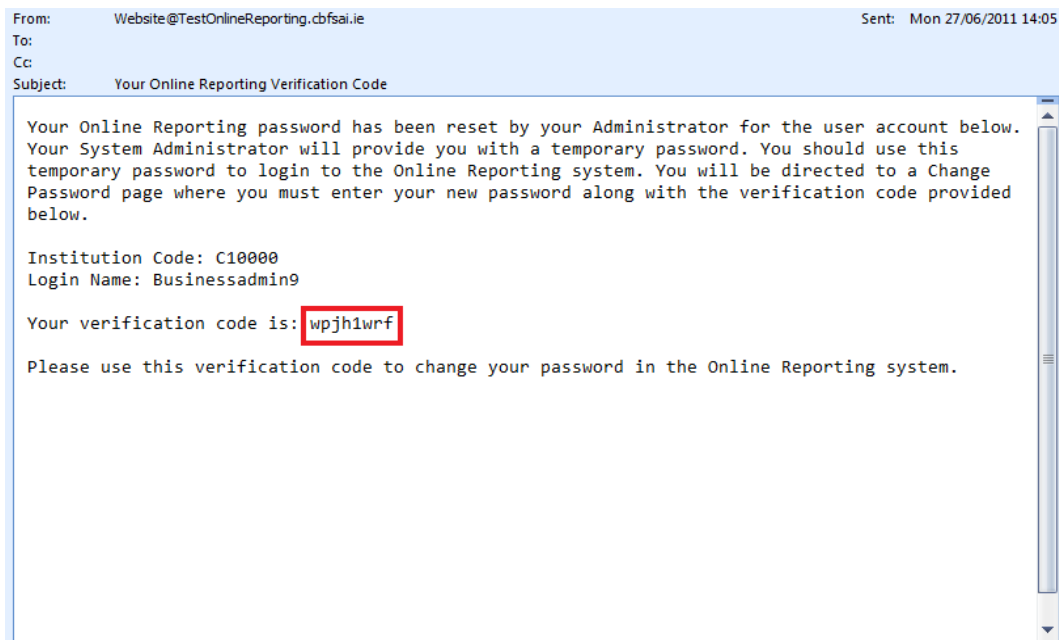 From: Website@TestOnlineReporting.cbfsai.ie Sent: Mon 27/06/2011 14:05
To:
Cc:
Subject: Your Online Reporting Verification Code
Your Online Reporting password has been reset by your Administrator for the user account below.
Your System Administrator will provide you with a temporary password. You should use this
temporary password to login to the Online Reporting system. You will be directed to a Change
Password page where you must enter your new password along with the verification code provided
below.
Institution Code: C10000
Login Name: Businessadmin9
Your verification code is: wpjh1wrf
Please use this verification code to change your password in the Online Reporting system.